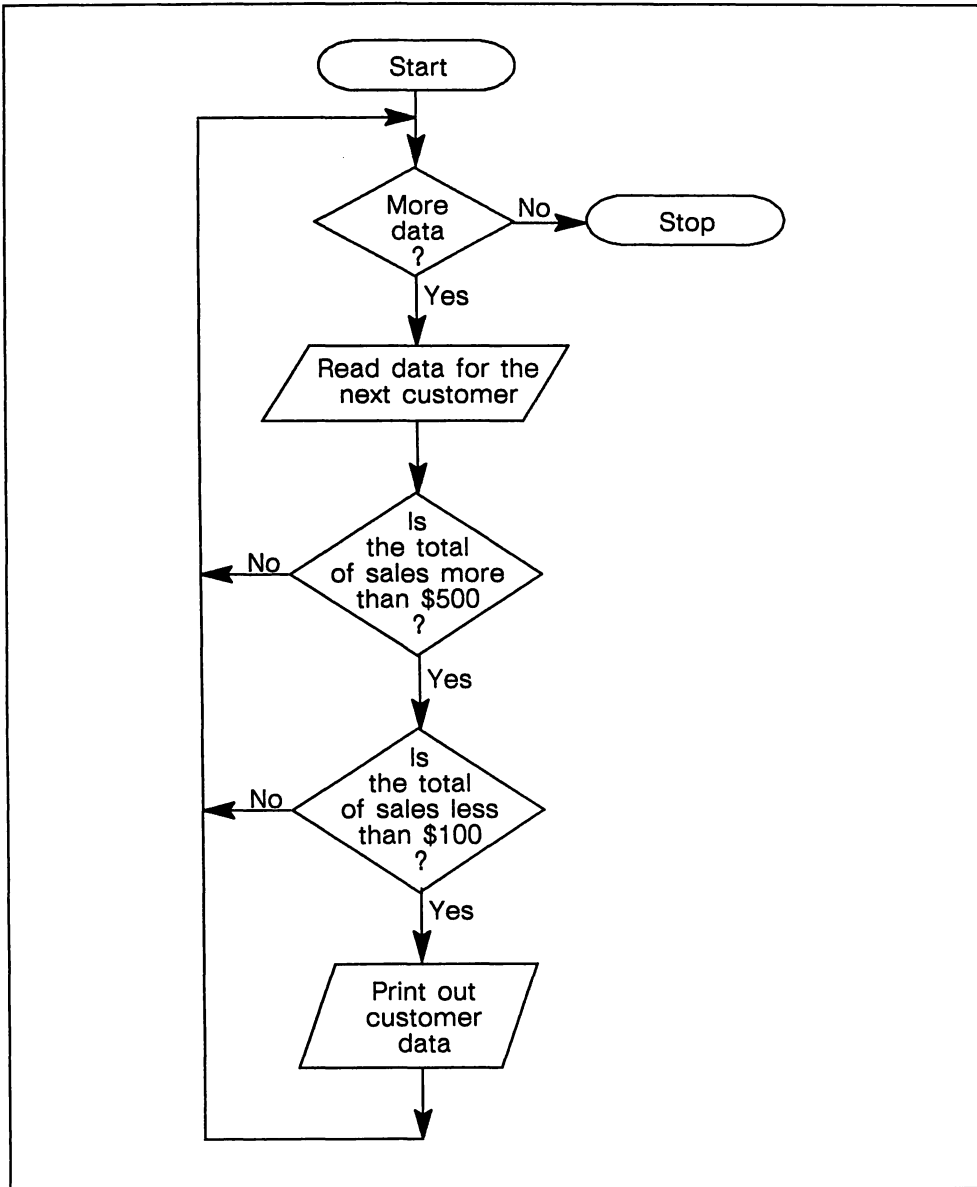 Start
More
data
?
No
Stop
Yes
Read data for the
next customer
Is
the total
of sales more
than $500
?
No
Yes
Is
the total
of sales less
than $100
?
No
Yes
Print out
customer
data